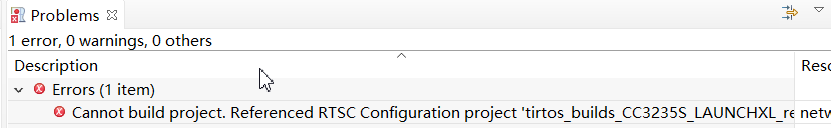 Problems
1 error, 0 warnings, 0 others
Description Reso
Errors (1 item)
Cannot build project. Referenced RTSC Configuration project 'tirtos_builds_CC3235S_LAUNCHXL_re netw